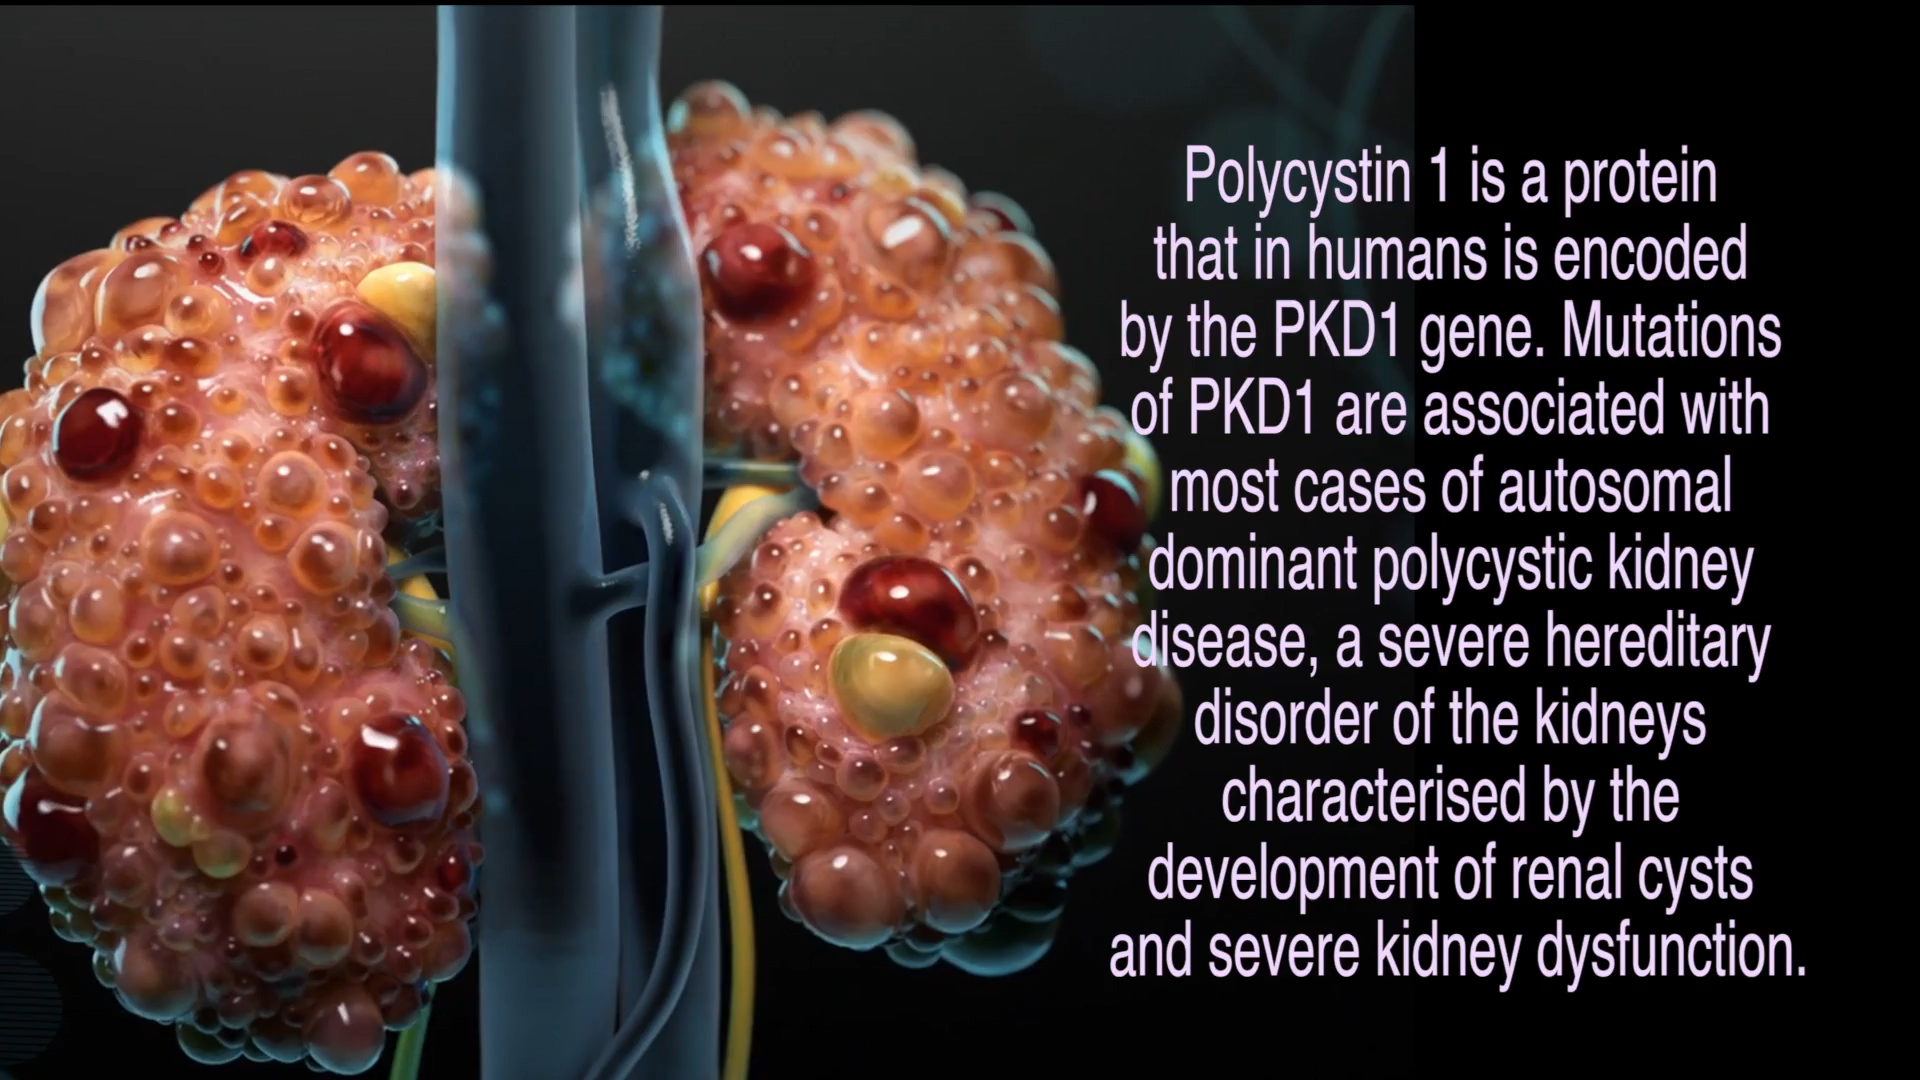 Polycystin 1 is a protein
that in humans is encoded
by the PKD1 gene. Mutations
of PKD1 are associated with
most cases of autosomal
dominant polycystic kidney
disease, a severe hereditary
disorder of the kidneys
characterised by the
development of renal cysts
and severe kidney dysfunction.